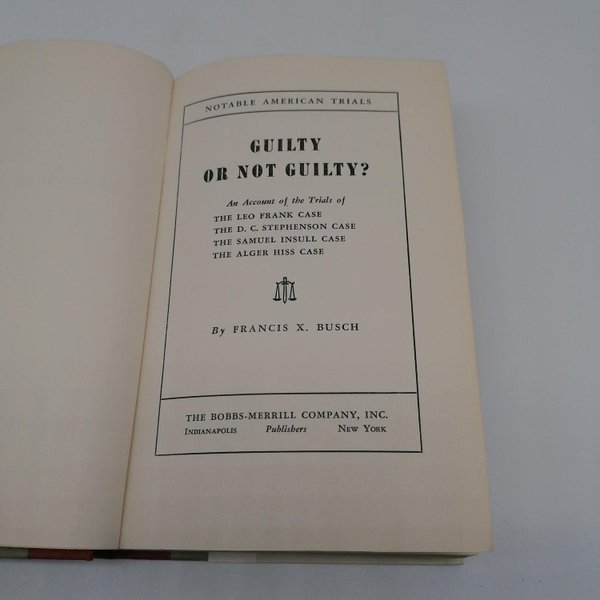 NOTABLE AMERICAN TRIALS
GUILTY
OR NOT GUILTY?
An Account of the Trials of
THE LEO FRANK CASE
THE D. C. STEPHENSON CASE
THE SAMUEL INSULL CASE
THE ALGER HISS CASE
By FRANCIS X. BUSCH
THE BOBBS-MERRILL COMPANY, INC.
INDIANAPOLIS Publishers NEW YORK